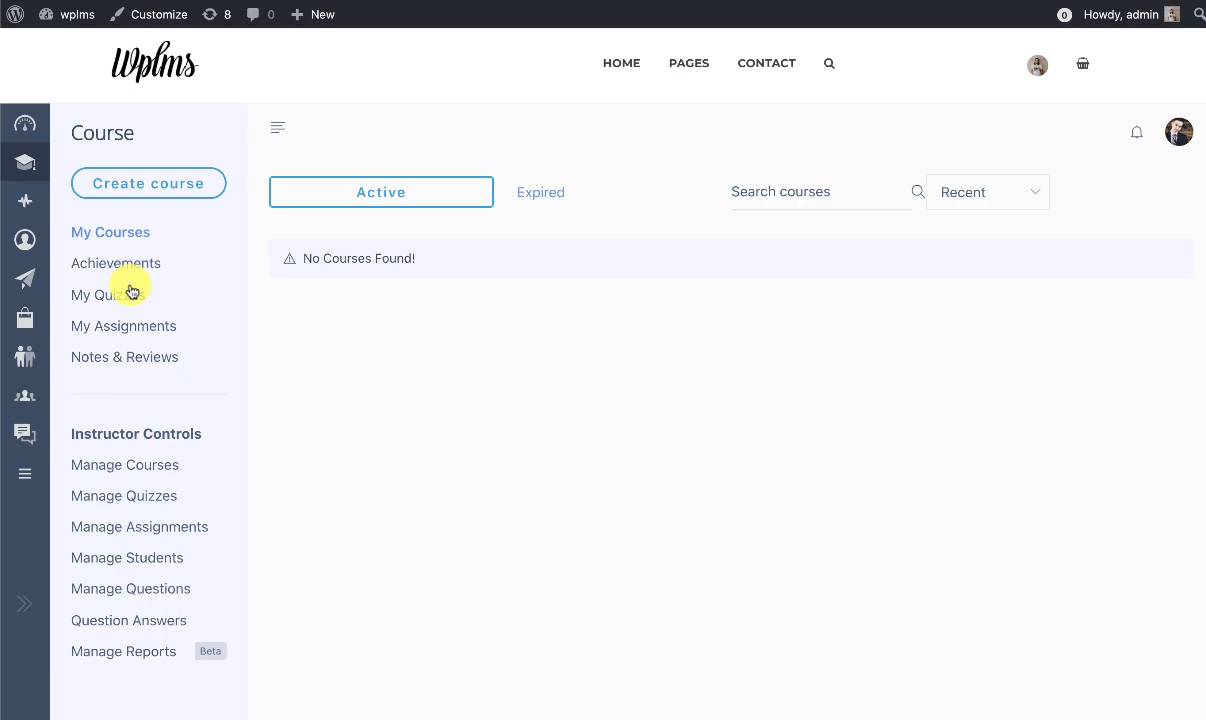 wplms Customize 8 0 New 0 Howdy, admin
Wplms
HOME PAGES CONTACT
Course
Create course
My Courses
Achievements
My Quizzes
My Assignments
Notes & Reviews
Instructor Controls
Manage Courses
Manage Quizzes
Manage Assignments
Manage Students
Manage Questions
Question Answers
Manage Reports Beta
Active Expired Search courses Recent
No Courses Found!